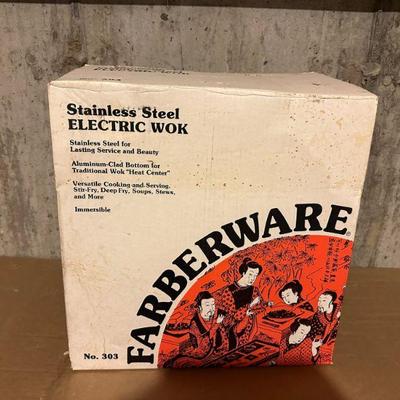 Stainless Steel
ELECTRIC WOK
Stainless Steel for
Lasting Service and Beauty
Aluminum-Clad Bottom for
Traditional Wok "Heat Center"
Versatile Cooking and Serving.
Stir-Fry, Deep Fry, Soups, Stews,
and More
Immersible
FARBERWARE®
No. 303